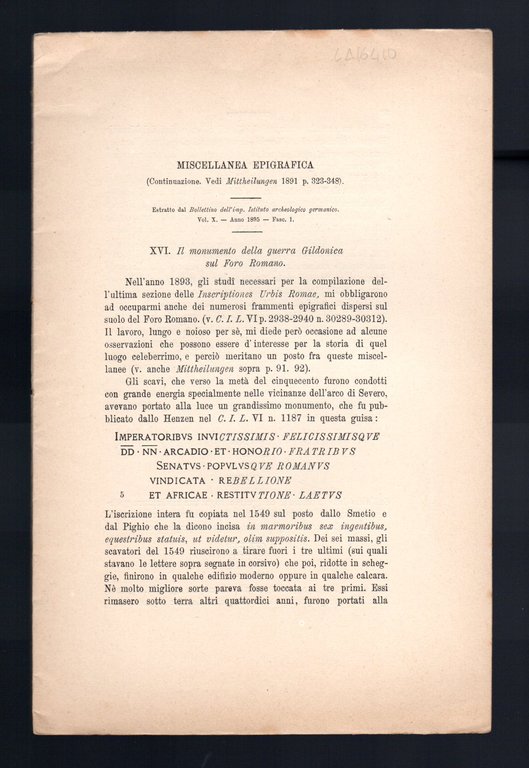 MISCELLANEA EPIGRAFICA
(Continuazione. Vedi Mittheilungen 1891 p. 323-348).
Estratto dal Bollettino dell'imp. Istituto archeologico germanico.
Vol. X. — Anno 1895 — Fasc. 1.
XVI. Il monumento della guerra Gildonica
sul Foro Romano.
Nell'anno 1893, gli studî necessari per la compilazione del-
l'ultima sezione delle Inscriptiones Urbis Romae, mi obbligarono
ad occuparmi anche dei numerosi frammenti epigrafici dispersi sul
suolo del Foro Romano. (v. C. I. L. VI p. 2938-2940 n. 30289-30312).
Il lavoro, lungo e noioso per sè, mi diede però occasione ad alcune
osservazioni che possono essere d'interesse per la storia di quel
luogo celeberrimo, e perciò meritano un posto fra queste miscel-
lanee (v. anche Mittheilungen sopra p. 91. 92).
Gli scavi, che verso la metà del cinquecento furono condotti
con grande energia specialmente nelle vicinanze dell'arco di Severo,
avevano portato alla luce un grandissimo monumento, che fu pub-
blicato dallo Henzen nel C. I. L. VI n. 1187 in questa guisa:
IMPERATORIBVS INVICTISSIMIS · FELICISSIMISQVE
DD · NN · ARCADIO · ET · HONORIO · FRATRIBVS
SENATVS · POPVLVSQVE ROMANVS
VINDICATA · REBELLIONE
5 ET AFRICAE · RESTITVTIONE · LAETVS
L'iscrizione intera fu copiata nel 1549 sul posto dallo Smetio e
dal Pighio che la dicono incisa in marmoribus sex ingentibus,
equestribus statuis, ut videtur, olim suppositis. Dei sei massi, gli
scavatori del 1549 riuscirono a tirare fuori i tre ultimi (sui quali
stavano le lettere sopra segnate in corsivo) che poi, ridotte in scheg-
gie, finirono in qualche edifizio moderno oppure in qualche calcara.
Nè molto migliore sorte pareva fosse toccata ai tre primi. Essi
rimasero sotto terra altri quattordici anni, furono portati alla